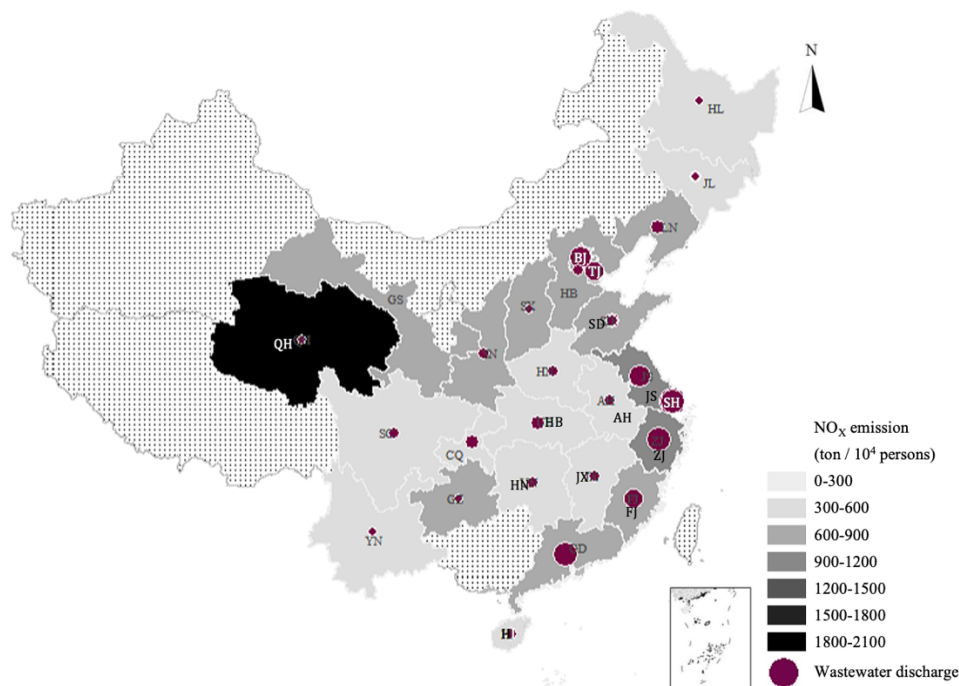 N
HL
JL
LN
BJ
TJ
HB
GS
SX
SD
QH
JS
SH
AH
HB
ZJ
SC
CQ
HN
JX
FJ
GZ
YN
GD
NO_X emission
(ton / 10⁴ persons)
0-300
300-600
600-900
900-1200
1200-1500
1500-1800
1800-2100
Wastewater discharge